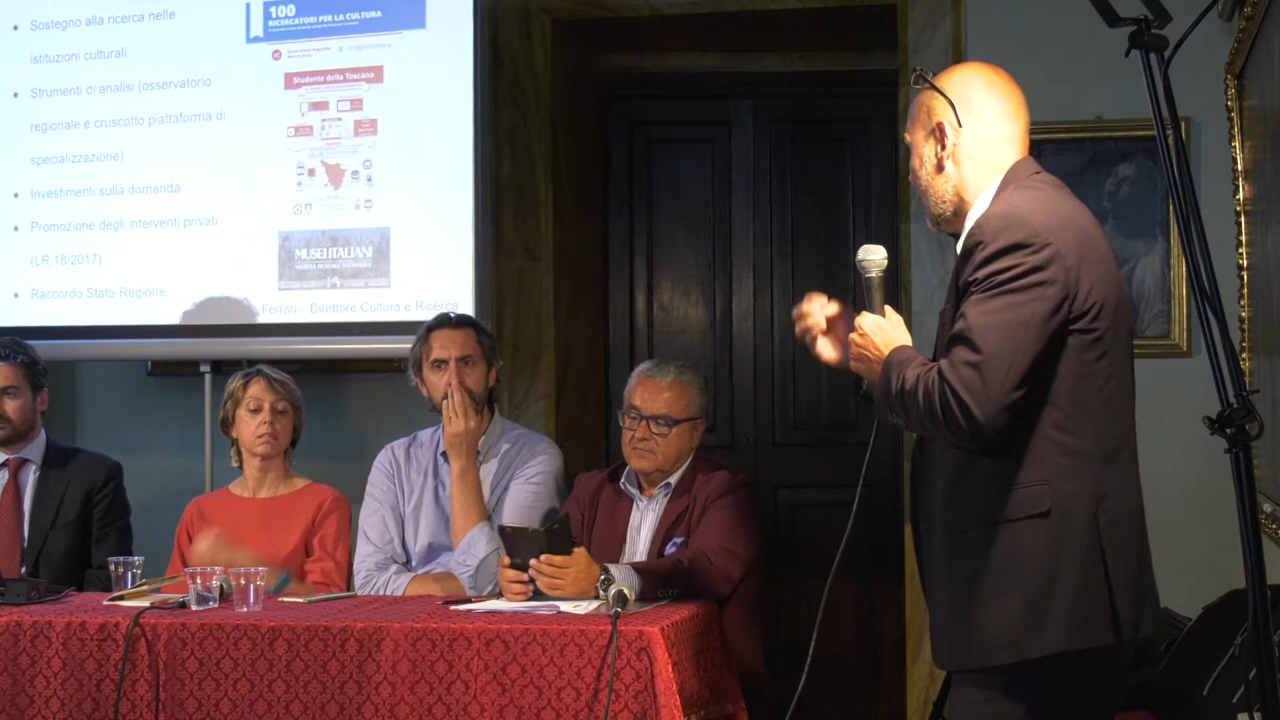 Sostegno alla ricerca nelle
istituzioni culturali
Strumenti di analisi (osservatorio
regionale e cruscotto piattaforma di
specializzazione)
Investimenti sulla domanda
Promozione degli interventi privati
(LR 18/2017)
Raccordo Stato-Regione
100
RICERCATORI PER LA CULTURA
Studente della Toscana
MUSEI ITALIANI
Ferrari - Direttore Cultura e Ricerca